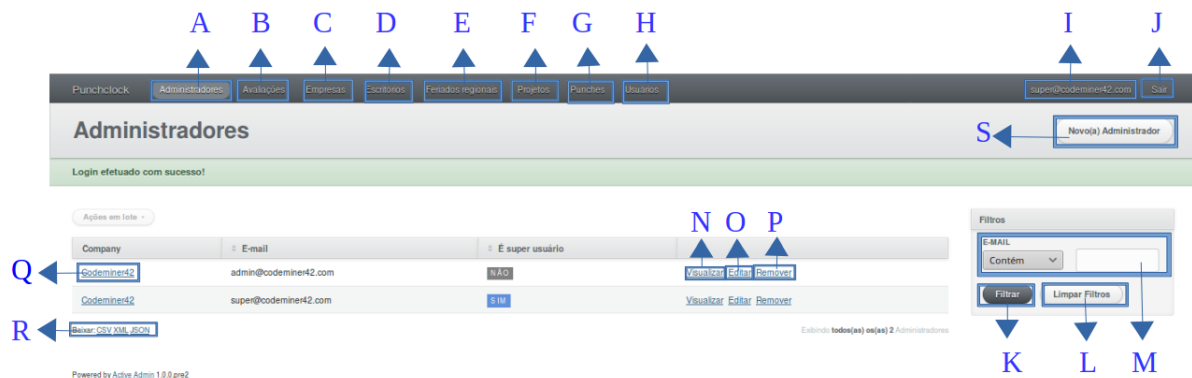 A B C D E F G H I J
Punchclock Administradores Avaliações Empresas Escritórios Feriados regionais Projetos Punches Usuários super@codeminer42.com Sair
Administradores
S
Novo(a) Administrador
Login efetuado com sucesso!
Ações em lote
N O P
Filtros
Company E-mail É super usuário
E-MAIL
Q
Codeminer42 admin@codeminer42.com NÃO Visualizar Editar Remover
Contém
Codeminer42 super@codeminer42.com SIM Visualizar Editar Remover
Filtrar Limpar Filtros
R
Baixar: CSV XML JSON
Exibindo todos(as) os(as) 2 Administradores
K L M
Powered by Active Admin 1.0.0.pre2